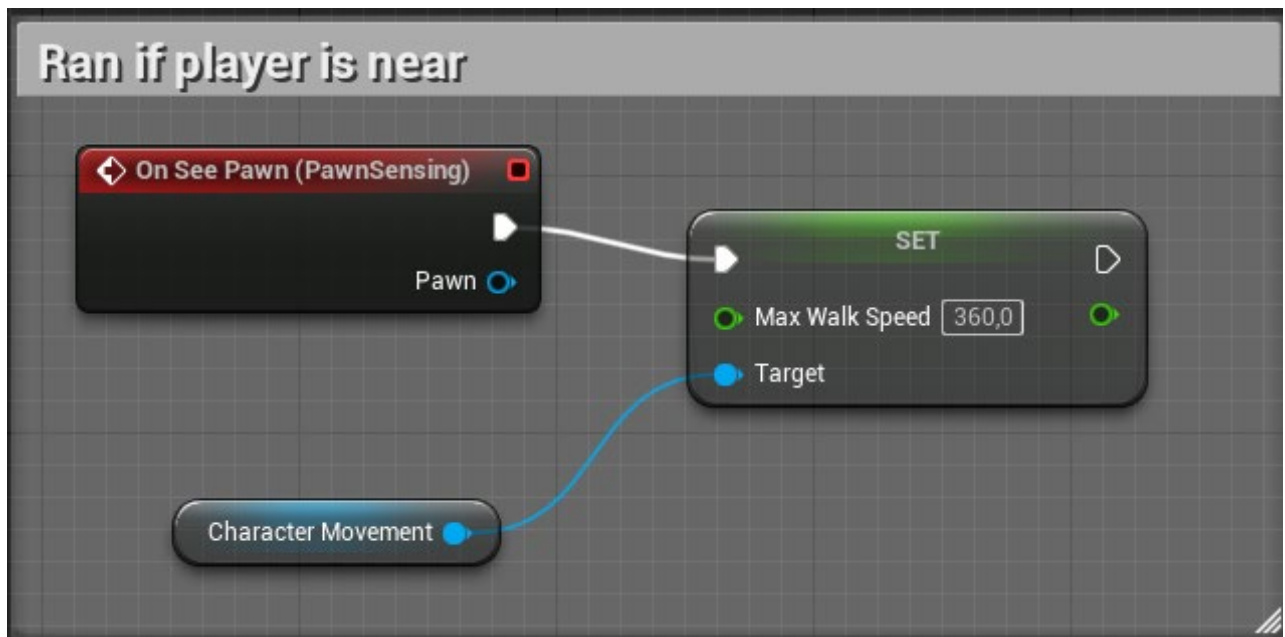 Ran if player is near
On See Pawn (PawnSensing)
Pawn
SET
Max Walk Speed 360,0
Target
Character Movement